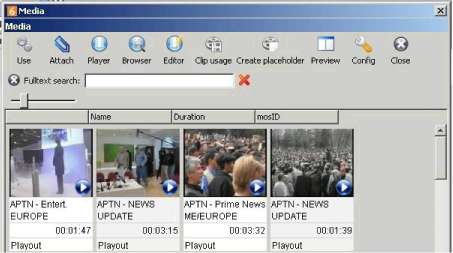 6 Media
Media
Use Attach Player Browser Editor Clip usage Create placeholder Preview Config Close
Fulltext search:
Name Duration mosID
APTN - Entert. APTN - NEWS APTN - Prime News APTN - NEWS
EUROPE UPDATE ME/EUROPE UPDATE
00:01:47 00:03:15 00:03:32 00:01:39
Playout Playout Playout Playout